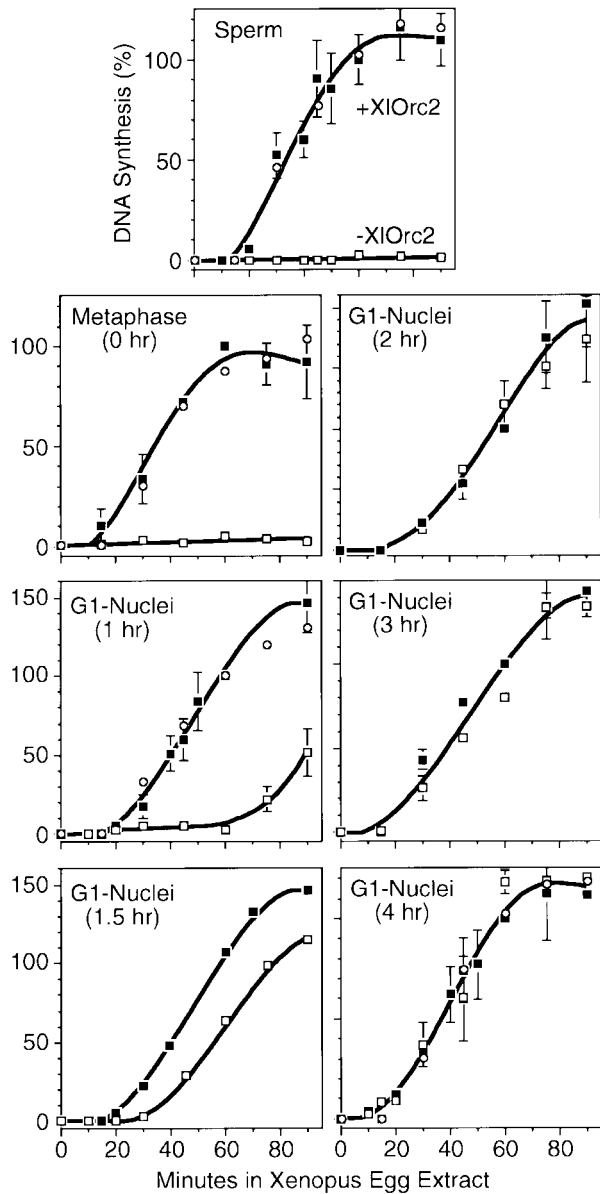 Sperm
DNA Synthesis (%)
100
50
0
+XlOrc2
-XlOrc2
Metaphase
(0 hr)
100
50
0
G1-Nuclei
(2 hr)
G1-Nuclei
(1 hr)
150
100
50
0
G1-Nuclei
(3 hr)
G1-Nuclei
(1.5 hr)
150
100
50
0
0 20 40 60 80
G1-Nuclei
(4 hr)
0 20 40 60 80
Minutes in Xenopus Egg Extract